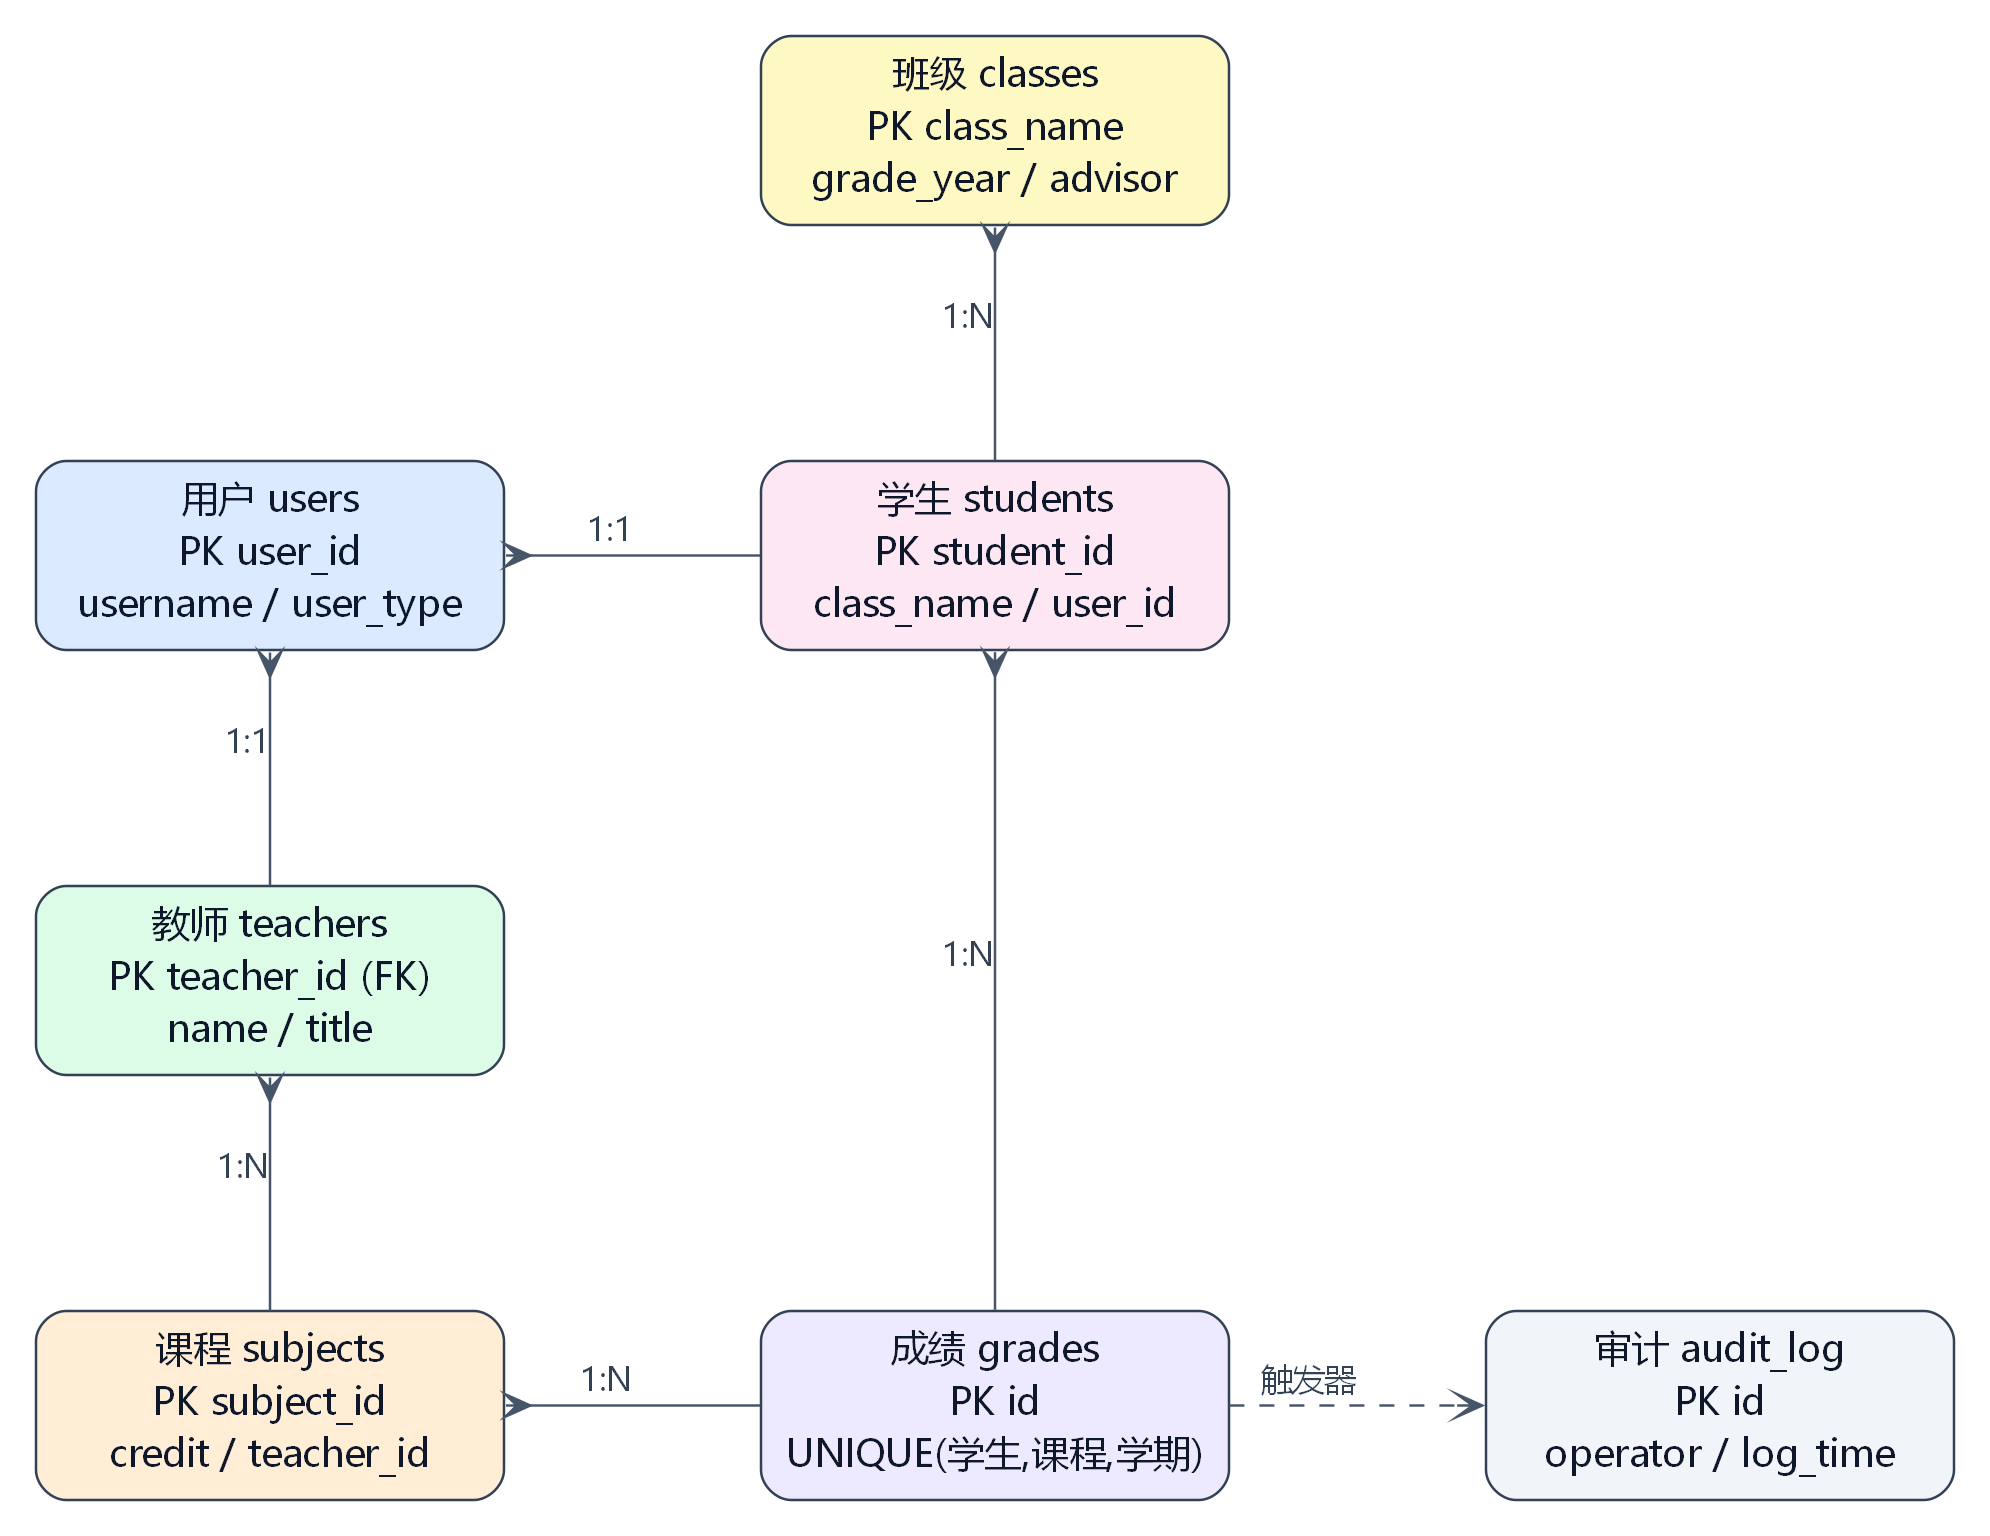 班级 classes
PK class_name
grade_year / advisor
1:N
用户 users
PK user_id
username / user_type
1:1
学生 students
PK student_id
class_name / user_id
1:1
1:N
教师 teachers
PK teacher_id (FK)
name / title
1:N
课程 subjects
PK subject_id
credit / teacher_id
1:N
成绩 grades
PK id
UNIQUE(学生,课程,学期)
触发器
审计 audit_log
PK id
operator / log_time